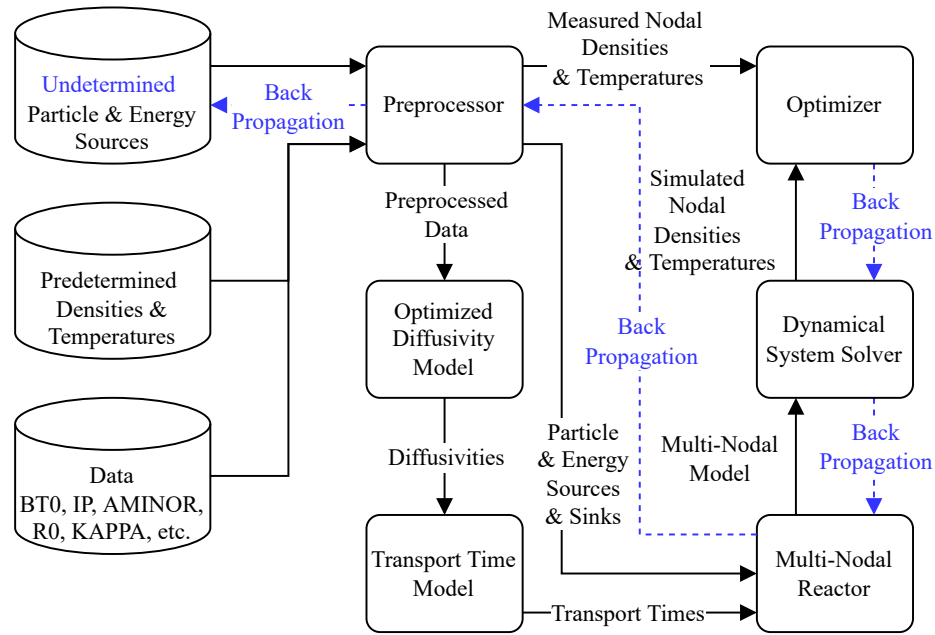 Undetermined
Particle & Energy
Sources
Back
Propagation
Preprocessor
Measured Nodal
Densities
& Temperatures
Optimizer
Predetermined
Densities &
Temperatures
Preprocessed
Data
Simulated
Nodal
Densities
& Temperatures
Back
Propagation
Optimized
Diffusivity
Model
Back
Propagation
Dynamical
System Solver
Data
BT0, IP, AMINOR,
R0, KAPPA, etc.
Diffusivities
Particle
& Energy
Sources
& Sinks
Multi-Nodal
Model
Back
Propagation
Transport Time
Model
Transport Times
Multi-Nodal
Reactor